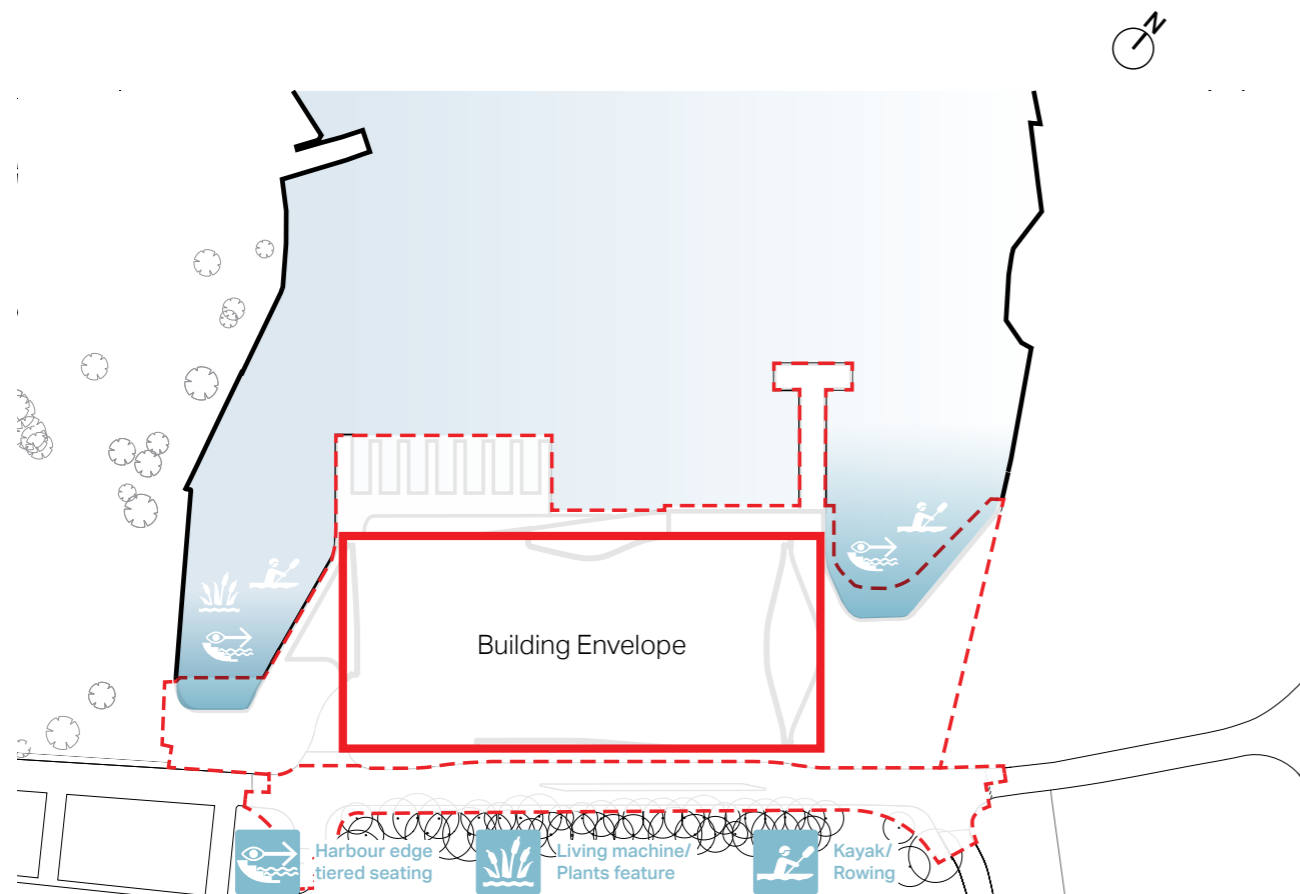 N
Building Envelope
Harbour edge
tiered seating
Living machine/
Plants feature
Kayak/
Rowing